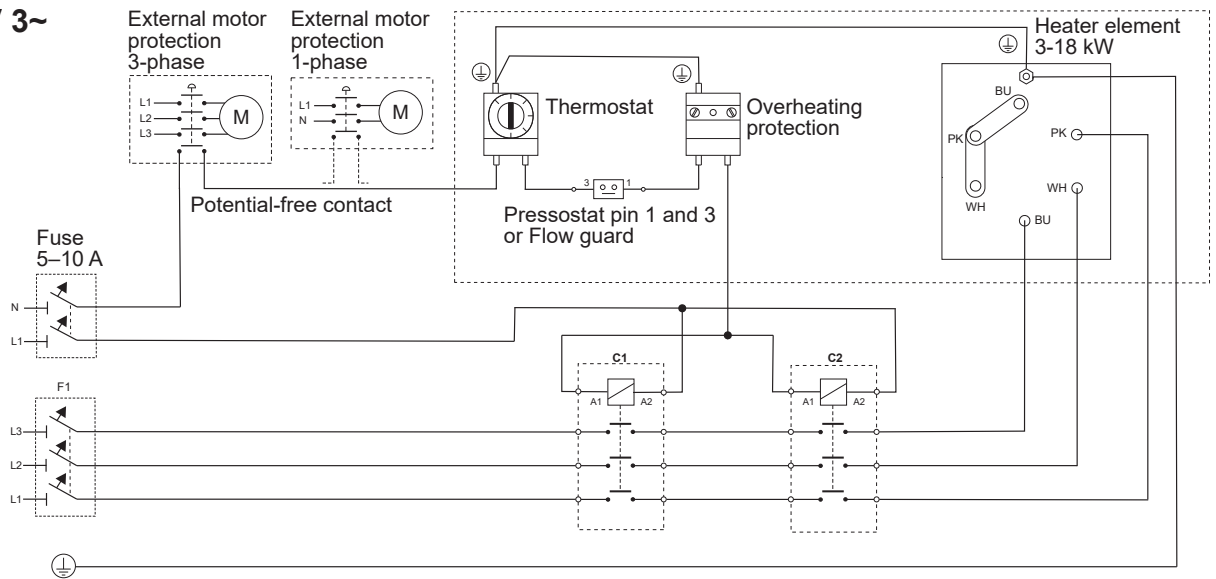 / 3~
External motor
protection
3-phase
External motor
protection
1-phase
L1
L2
L3
M
L1
N
M
Potential-free contact
Thermostat
Overheating
protection
3
1
Pressostat pin 1 and 3
or Flow guard
Heater element
3-18 kW
BU
PK
WH
PK
WH
BU
Fuse
5–10 A
N
L1
C1
A1
A2
C2
A1
A2
F1
L3
L2
L1